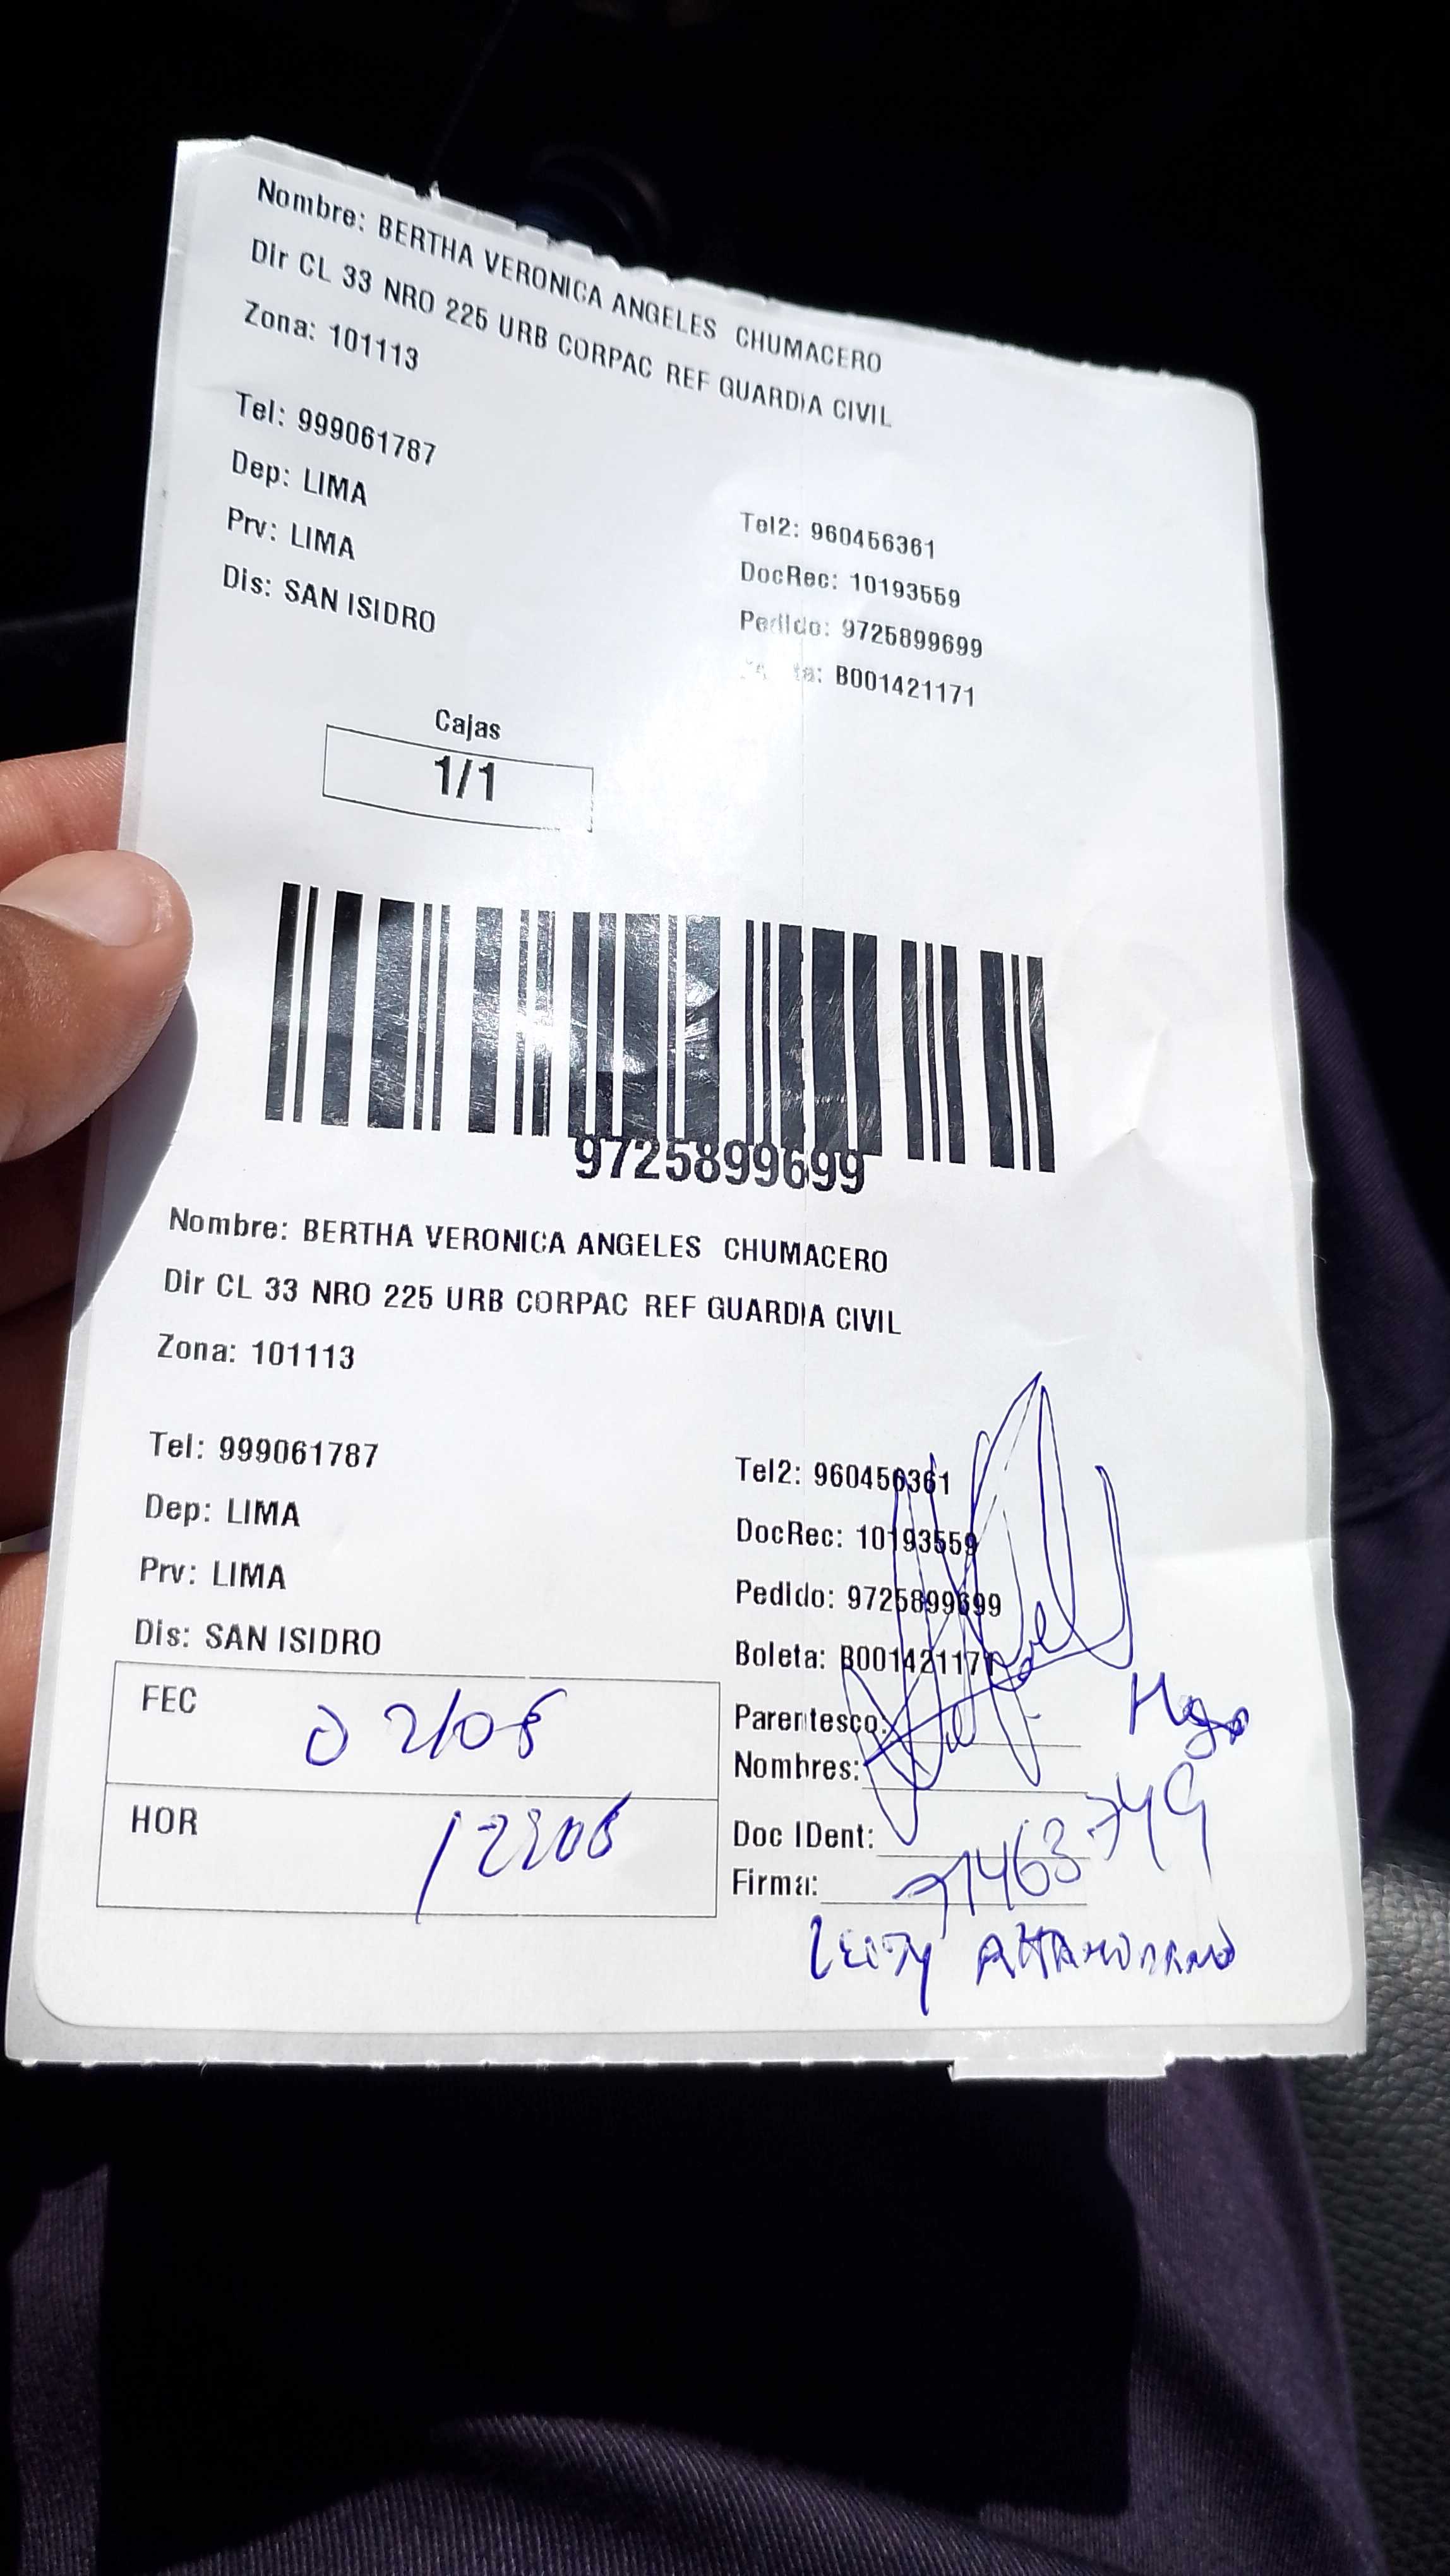 Nombre: BERTHA VERONICA ANGELES CHUMACERO
Dir CL 33 NRO 225 URB CORPAC REF GUARDIA CIVIL
Zona: 101113
Tel: 999061787
Dep: LIMA
Prv: LIMA
Dis: SAN ISIDRO
Tel2: 960456361
DocRec: 10193559
Pedido: 9725899699
B001421171
Cajas
1/1
9725899699
Nombre: BERTHA VERONICA ANGELES CHUMACERO
Dir CL 33 NRO 225 URB CORPAC REF GUARDIA CIVIL
Zona: 101113
Tel: 999061787
Dep: LIMA
Prv: LIMA
Dis: SAN ISIDRO
Tel2: 960456361
DocRec: 10193559
Pedido: 9725899699
Boleta: B001421171
Parentesco:
Nombres:
Doc IDent:
Firma:
FEC 02/08
HOR